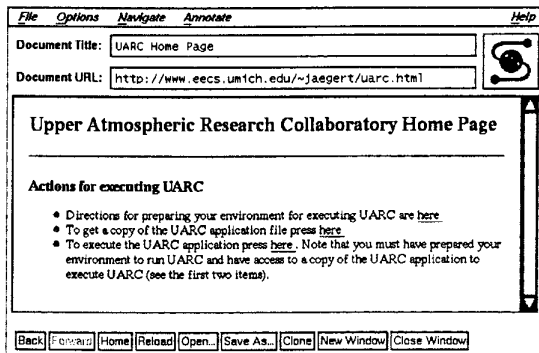 File Options Navigate Annotate Help
Document Title: UARC Home Page
Document URL: http://www.eecs.umich.edu/~jaegert/uarc.html
Upper Atmospheric Research Collaboratory Home Page
Actions for executing UARC
• Directions for preparing your environment for executing UARC are here
• To get a copy of the UARC application file press here
• To execute the UARC application press here . Note that you must have prepared your
environment to run UARC and have access to a copy of the UARC application to
execute UARC (see the first two items).
Back Forward Home Reload Open... Save As... Clone New Window Close Window